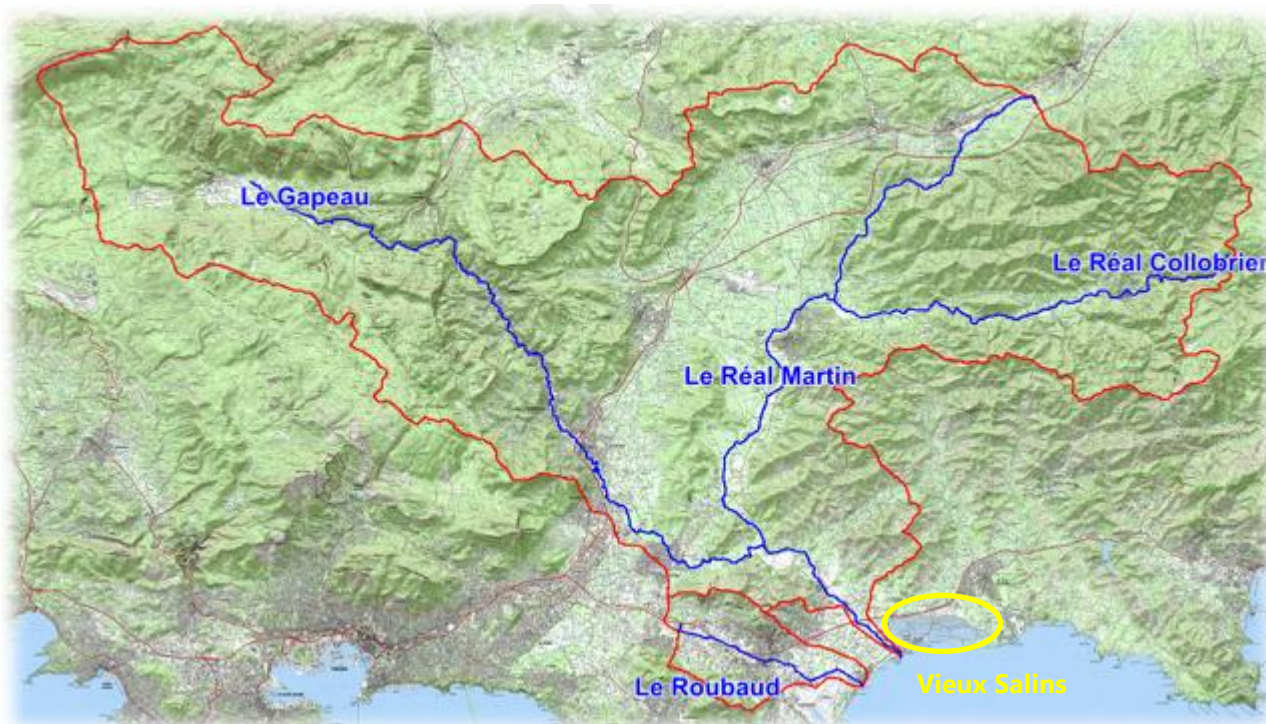 Le Gapeau
Le Réal Collobrier
Le Réal Martin
Le Roubaud
Vieux Salins